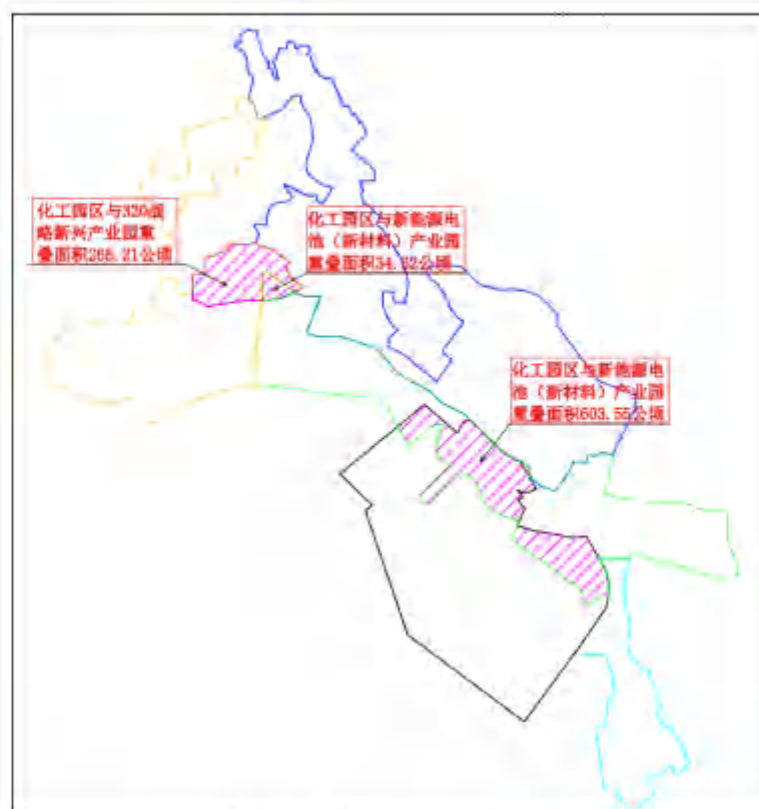 化工园区与320战
略新兴产业园重
叠面积268.21公顷
化工园区与新能源电
池（新材料）产业园
重叠面积34.62公顷
化工园区与新能源电
池（新材料）产业园
重叠面积603.55公顷